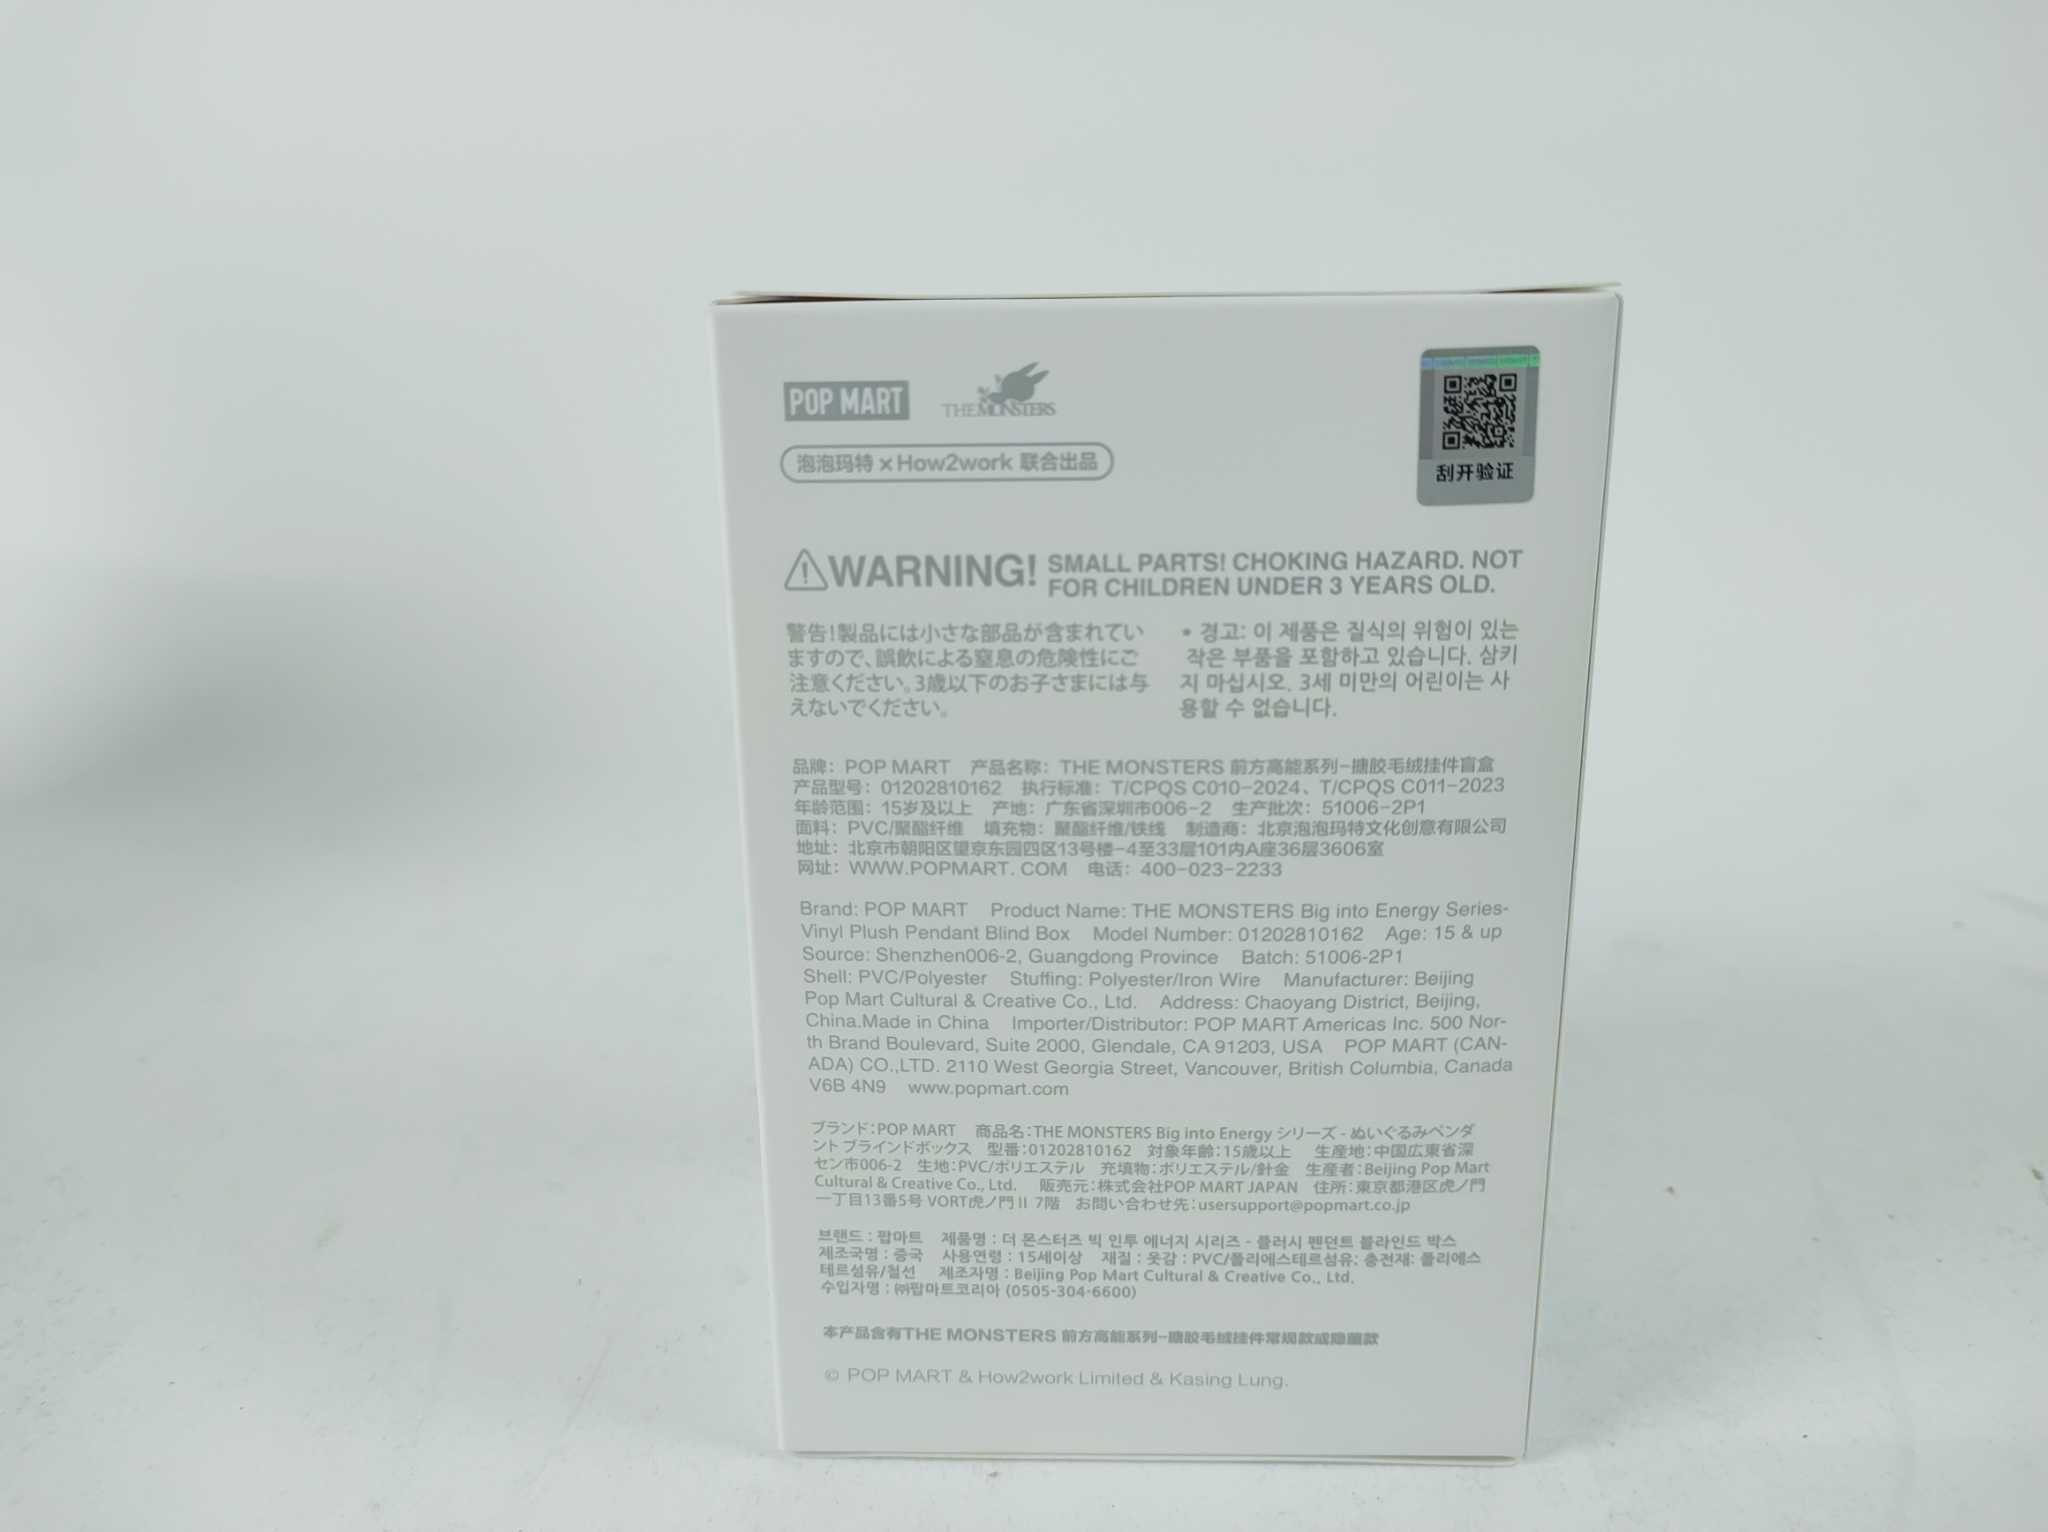 POP MART
THE MONSTERS
泡泡玛特×How2work 联合出品
刮开验证
WARNING! SMALL PARTS! CHOKING HAZARD. NOT
FOR CHILDREN UNDER 3 YEARS OLD.
警告!製品には小さな部品が含まれてい
ますので、誤飲による窒息の危険性にご
注意ください。3歳以下のお子さまには与
えないでください。
* 경고: 이 제품은 질식의 위험이 있는
작은 부품을 포함하고 있습니다. 삼키
지 마십시오. 3세 미만의 어린이는 사
용할 수 없습니다.
品牌: POP MART 产品名称: THE MONSTERS 前方高能系列-搪胶毛绒挂件盲盒
产品型号: 01202810162 执行标准: T/CPQS C010-2024、T/CPQS C011-2023
年龄范围: 15岁及以上 产地: 广东省深圳市006-2 生产批次: 51006-2P1
面料: PVC/聚酯纤维 填充物: 聚酯纤维/铁线 制造商: 北京泡泡玛特文化创意有限公司
地址: 北京市朝阳区望京东园四区13号楼-4至33层101内A座36层3606室
网址: WWW.POPMART. COM 电话: 400-023-2233
Brand: POP MART Product Name: THE MONSTERS Big into Energy Series-
Vinyl Plush Pendant Blind Box Model Number: 01202810162 Age: 15 & up
Source: Shenzhen006-2, Guangdong Province Batch: 51006-2P1
Shell: PVC/Polyester Stuffing: Polyester/Iron Wire Manufacturer: Beijing
Pop Mart Cultural & Creative Co., Ltd. Address: Chaoyang District, Beijing,
China.Made in China Importer/Distributor: POP MART Americas Inc. 500 Nor-
th Brand Boulevard, Suite 2000, Glendale, CA 91203, USA POP MART (CAN-
ADA) CO.,LTD. 2110 West Georgia Street, Vancouver, British Columbia, Canada
V6B 4N9 www.popmart.com
ブランド:POP MART 商品名:THE MONSTERS Big into Energy シリーズ - ぬいぐるみペンダ
ント ブラインドボックス 型番:01202810162 対象年齢:15歳以上 生産地:中国広東省深
セン市006-2 生地:PVC/ポリエステル 充填物:ポリエステル/針金 生産者:Beijing Pop Mart
Cultural & Creative Co., Ltd. 販売元:株式会社POP MART JAPAN 住所:東京都港区虎ノ門
一丁目13番5号 VORT虎ノ門 II 7階 お問い合わせ先:usersupport@popmart.co.jp
브랜드 : 팝마트 제품명 : 더 몬스터즈 빅 인투 에너지 시리즈 - 플러시 펜던트 블라인드 박스
제조국명 : 중국 사용연령 : 15세이상 재질 : 옷감 : PVC/폴리에스테르섬유; 충전재: 폴리에스
테르섬유/철선 제조자명 : Beijing Pop Mart Cultural & Creative Co., Ltd.
수입자명 : ㈜팝마트코리아 (0505-304-6600)
本产品含有THE MONSTERS 前方高能系列-搪胶毛绒挂件常规款或隐藏款
© POP MART & How2work Limited & Kasing Lung.